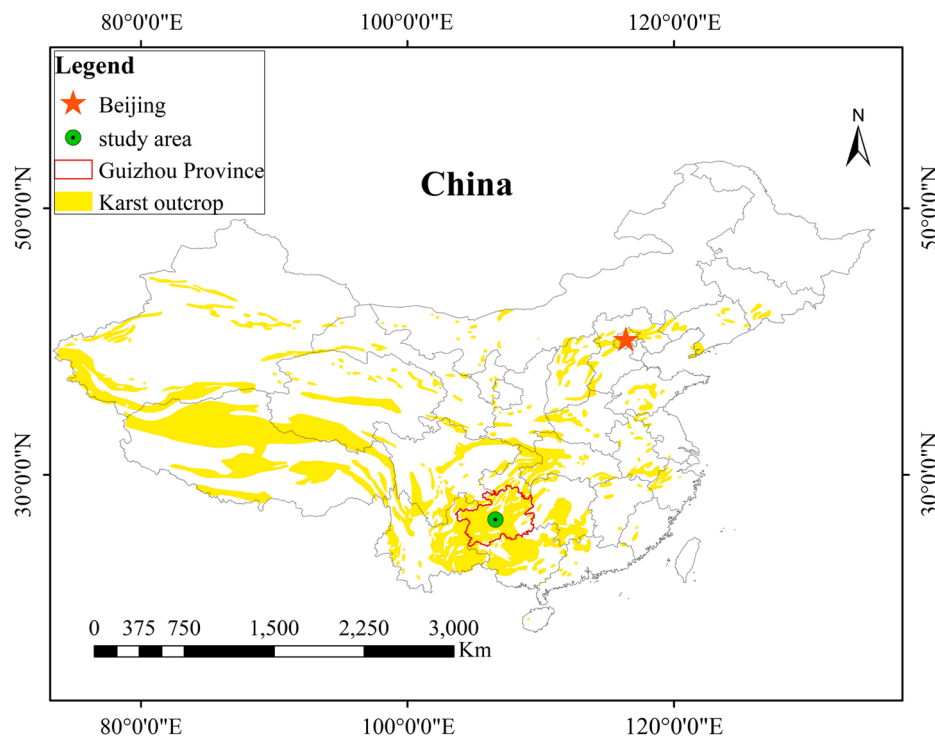 80°0'0"E 100°0'0"E 120°0'0"E
Legend
Beijing
study area
Guizhou Province
Karst outcrop
N
China
50°0'0"N 50°0'0"N
30°0'0"N 30°0'0"N
0 375 750 1,500 2,250 3,000
Km
80°0'0"E 100°0'0"E 120°0'0"E